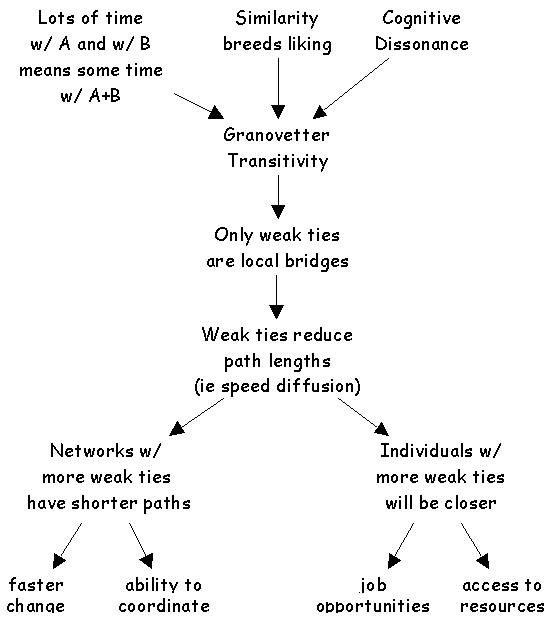 Lots of time
w/ A and w/ B
means some time
w/ A+B
Similarity
breeds liking
Cognitive
Dissonance
Granovetter
Transitivity
Only weak ties
are local bridges
Weak ties reduce
path lengths
(ie speed diffusion)
Networks w/
more weak ties
have shorter paths
Individuals w/
more weak ties
will be closer
faster
change
ability to
coordinate
job
opportunities
access to
resources